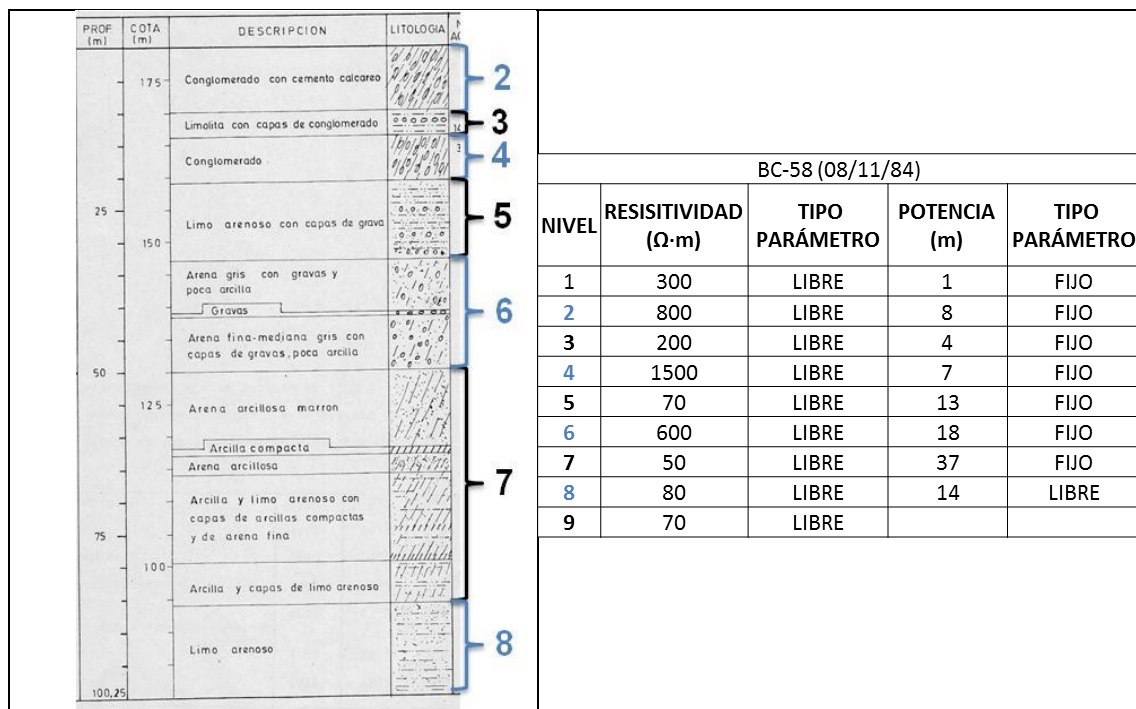 PROF (m) COTA (m) DESCRIPCION LITOLOGIA
175 Conglomerado con cemento calcareo 2
Limolita con capas de conglomerado 3
Conglomerado 4
25 Limo arenoso con capas de grava 5
150
Arena gris con gravas y
poca arcilla
Gravas 6
Arena fina-mediana gris con
capas de gravas, poca arcilla
50
125 Arena arcillosa marron
Arcilla compacta
Arena arcillosa 7
Arcilla y limo arenoso con
capas de arcillas compactas
75 y de arena fina
100
Arcilla y capas de limo arenoso
Limo arenoso 8
100,25
BC-58 (08/11/84)
NIVEL RESISITIVIDAD (Ω·m) TIPO PARÁMETRO POTENCIA (m) TIPO PARÁMETRO
1 300 LIBRE 1 FIJO
2 800 LIBRE 8 FIJO
3 200 LIBRE 4 FIJO
4 1500 LIBRE 7 FIJO
5 70 LIBRE 13 FIJO
6 600 LIBRE 18 FIJO
7 50 LIBRE 37 FIJO
8 80 LIBRE 14 LIBRE
9 70 LIBRE